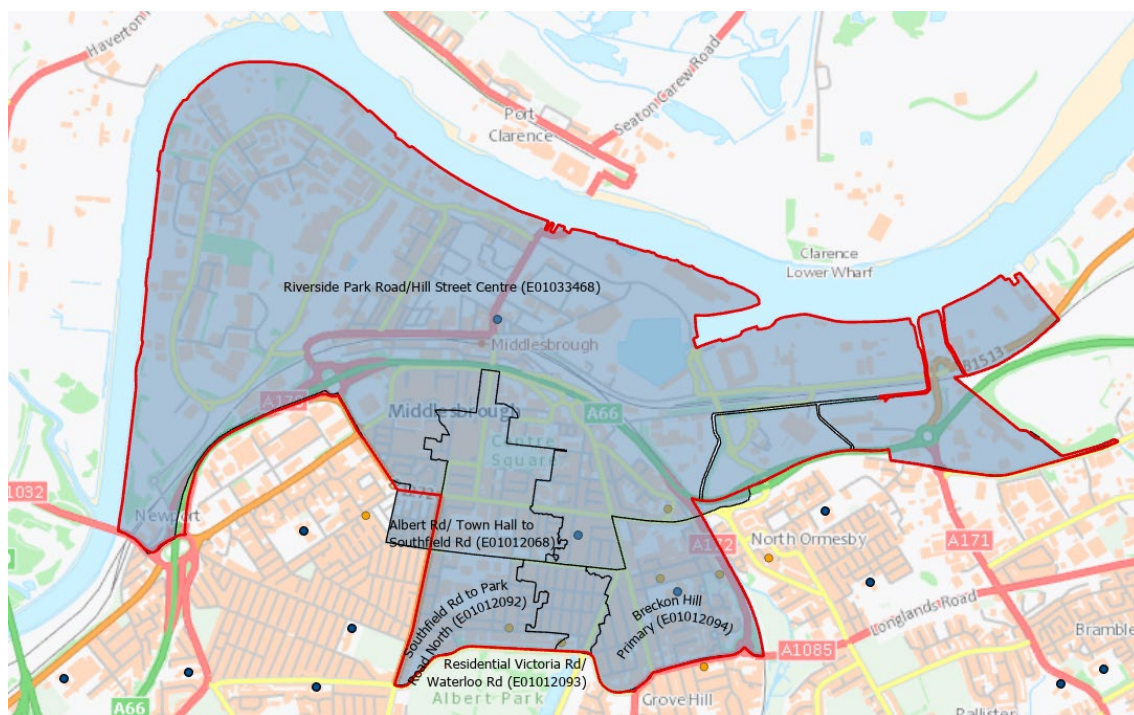 Haverton
Seaton Carew Road
Port
Clarence
Clarence
Lower Wharf
Riverside Park Road/Hill Street Centre (E01033468)
Middlesbrough
B1513
Middlesbrough
A66
Centre
Square
1032
Newport
A172
Albert Rd/ Town Hall to
Southfield Rd (E01012068)
A172
North Ormesby
A171
Southfield Rd to Park
Road North (E01012092)
Breckon Hill
Primary (E01012094)
Longlands Road
Bramble
A1085
Residential Victoria Rd/
Waterloo Rd (E01012093)
Albert Park
Grove Hill
A66
Pallister